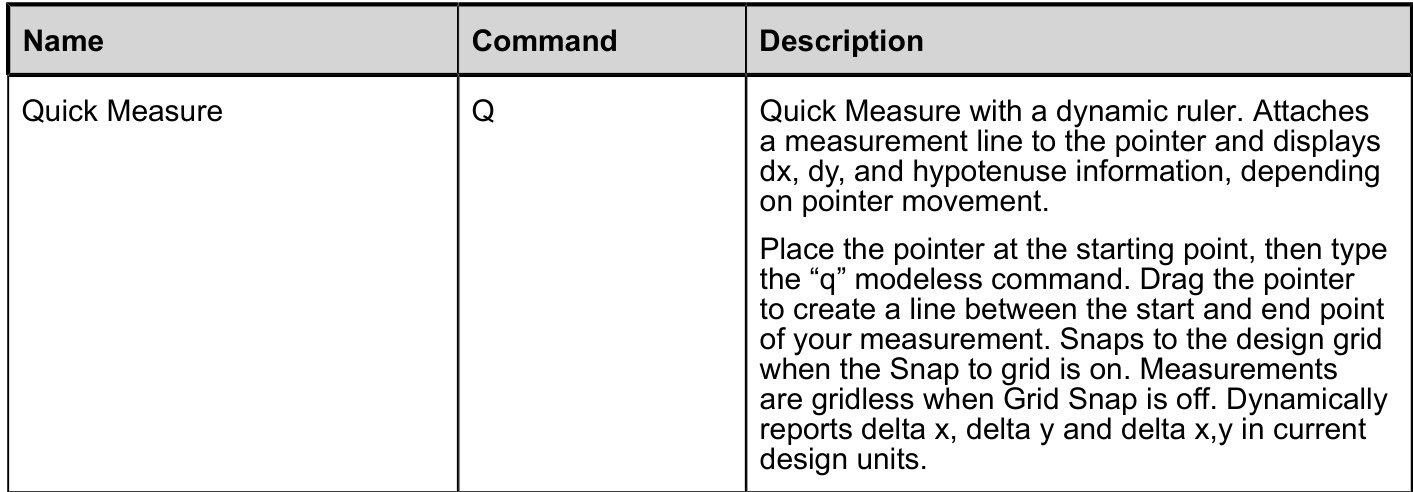 Name Command Description
Quick Measure Q Quick Measure with a dynamic ruler. Attaches
a measurement line to the pointer and displays
dx, dy, and hypotenuse information, depending
on pointer movement.
Place the pointer at the starting point, then type
the “q” modeless command. Drag the pointer
to create a line between the start and end point
of your measurement. Snaps to the design grid
when the Snap to grid is on. Measurements
are gridless when Grid Snap is off. Dynamically
reports delta x, delta y and delta x,y in current
design units.